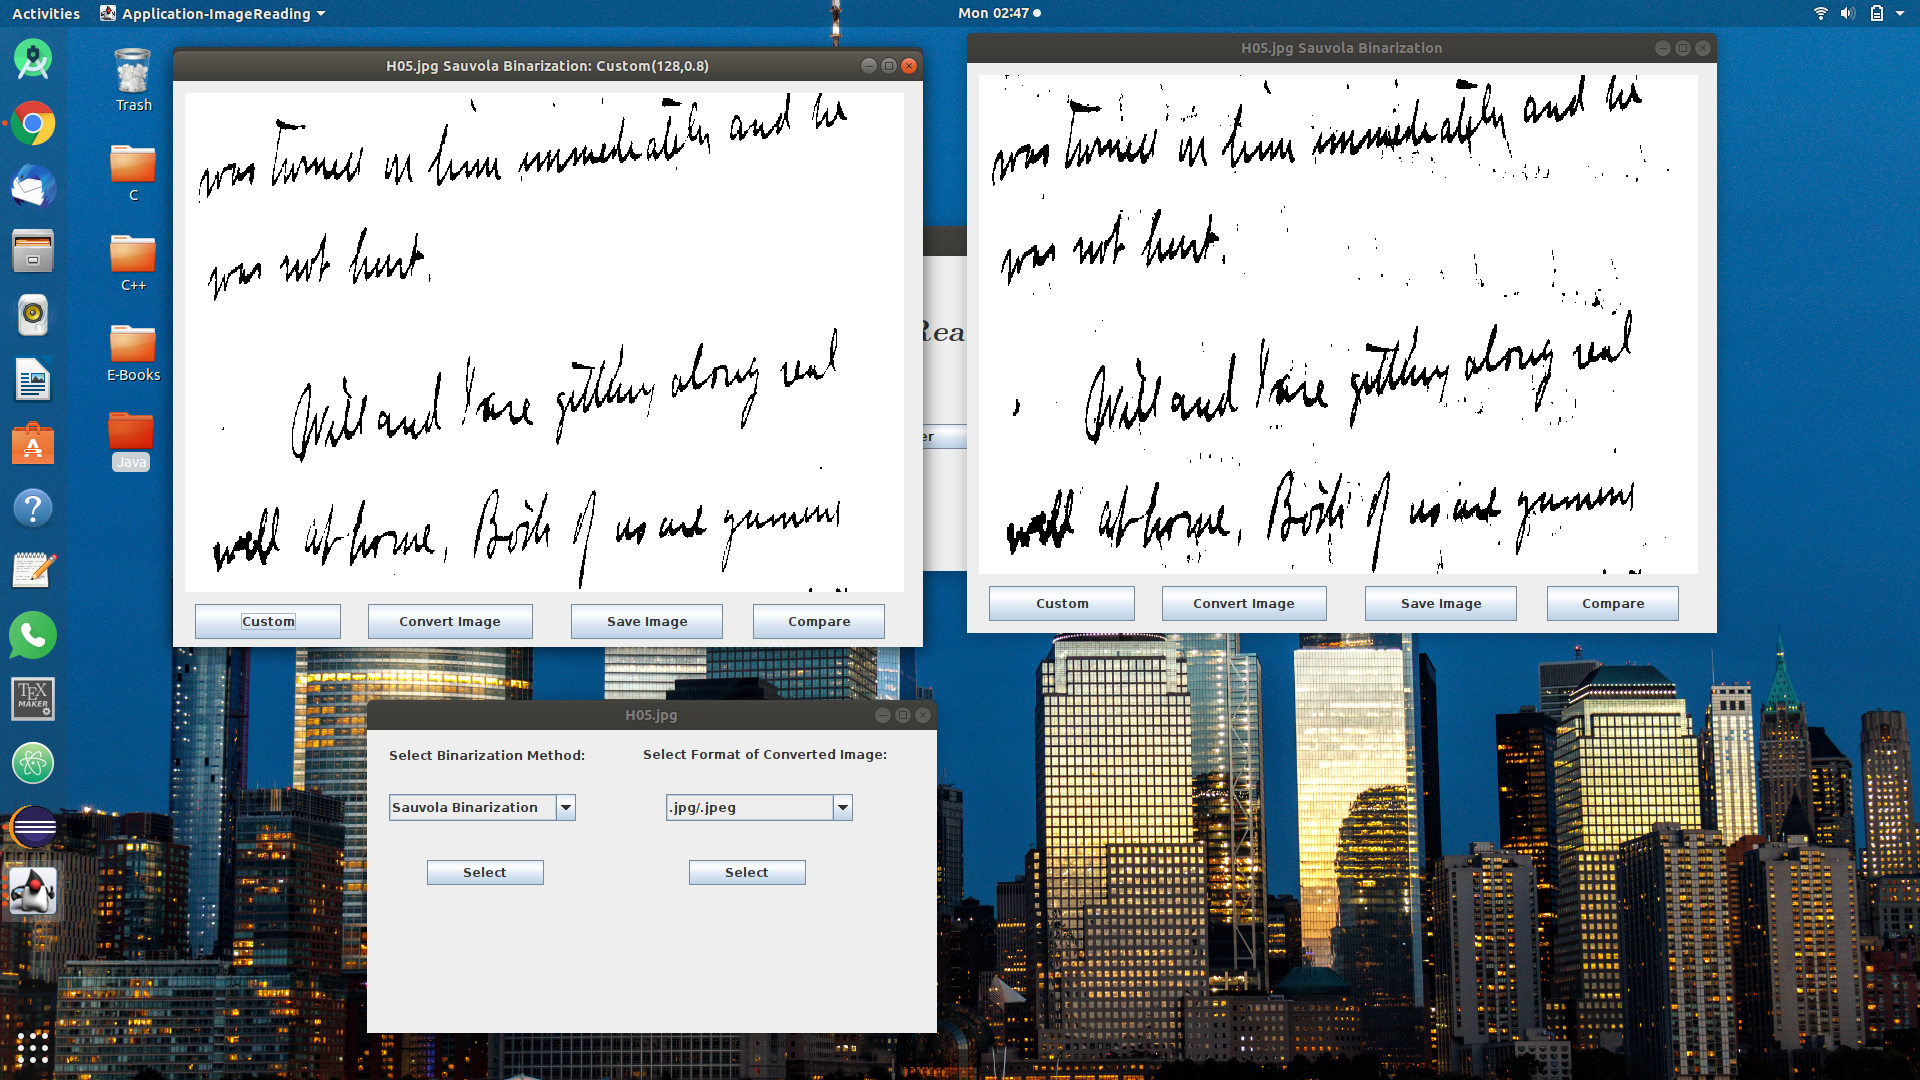 Activities Application-ImageReading Mon 02:47
H05.jpg Sauvola Binarization: Custom(128,0.8)
was turned in him immediately and he
was not hurt.
Will and I are getting along real
well at home, Both of us are
Custom Convert Image Save Image Compare
H05.jpg Sauvola Binarization
was turned in him immediately and he
was not hurt.
Will and I are getting along real
well at home, Both of us are
Custom Convert Image Save Image Compare
Rea
er
Trash
C
C++
E-Books
Java
TEX
MAKER
H05.jpg
Select Binarization Method: Select Format of Converted Image:
Sauvola Binarization .jpg/.jpeg
Select Select